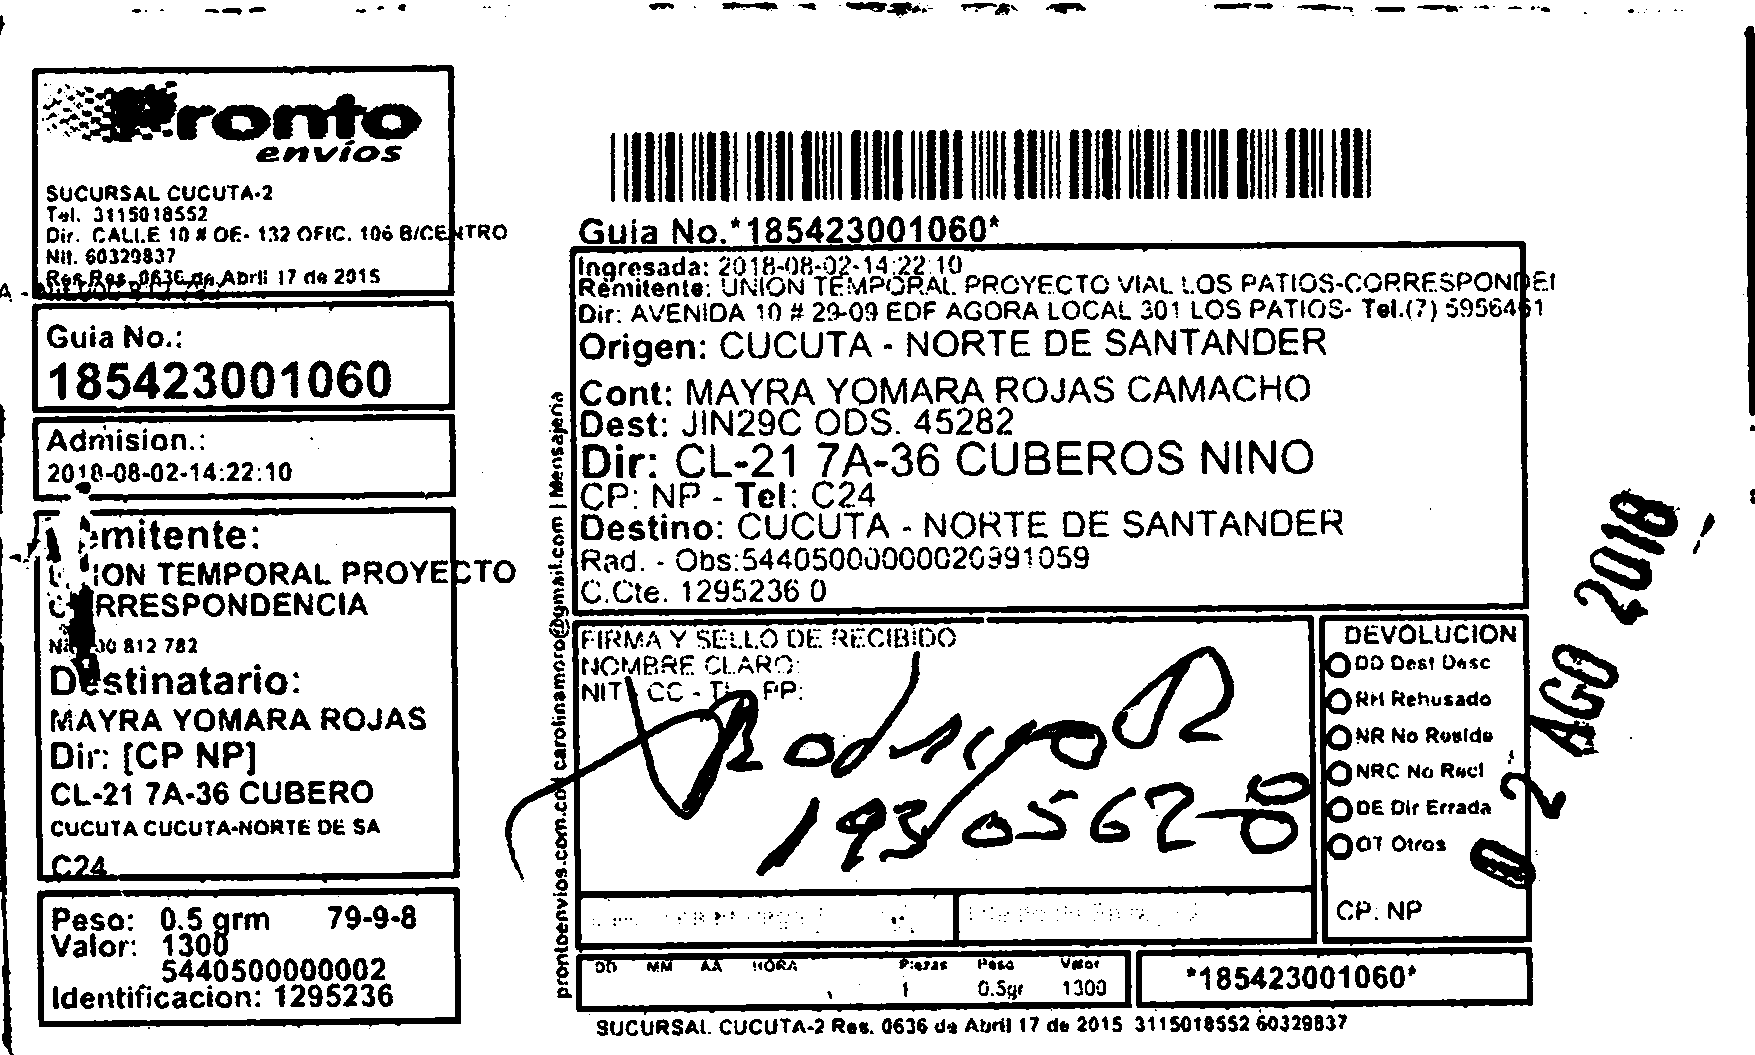 Pronto
envíos
SUCURSAL CUCUTA-2
Tel. 3115018552
Dir. CALLE 10 # OE- 132 OFIC. 106 B/CENTRO
Nit. 60329837
Res.Res. 0636 de Abril 17 de 2015
Guia No.:
185423001060
Admision.:
2018-08-02-14:22:10
mitente:
ION TEMPORAL PROYECTO
RRESPONDENCIA
812 782
Destinatario:
MAYRA YOMARA ROJAS
Dir: [CP NP]
CL-21 7A-36 CUBERO
CUCUTA CUCUTA-NORTE DE SA
C24
Peso: 0.5 grm 79-9-8
Valor: 1300
5440500000002
Identificacion: 1295236
prontoenvios.com.co carolinamoro@gmail.com | Mensajeria
Guia No.*185423001060*
Ingresada: 2018-08-02-14:22:10
Remitente: UNION TEMPORAL PROYECTO VIAL LOS PATIOS-CORRESPONDEI
Dir: AVENIDA 10 # 29-09 EDF AGORA LOCAL 301 LOS PATIOS- Tel.(7) 5956461
Origen: CUCUTA - NORTE DE SANTANDER
Cont: MAYRA YOMARA ROJAS CAMACHO
Dest: JIN29C ODS. 45282
Dir: CL-21 7A-36 CUBEROS NINO
CP: NP - Tel: C24
Destino: CUCUTA - NORTE DE SANTANDER
Rad. - Obs:54405000000020991059
C.Cte. 1295236 0
FIRMA Y SELLO DE RECIBIDO
NOMBRE CLARO:
NIT - CC - TI - PP:
Rodrigo R
DEVOLUCION
DD Dest Desc
RH Rehusado
NR No Reside
NRC No Recl
DE Dir Errada
OT Otros
CP: NP
0 2 AGO 2018
DD MM AA HORA Piezas Peso Valor
1 0.5gr 1300
*185423001060*
SUCURSAL CUCUTA-2 Res. 0636 de Abril 17 de 2015 3115018552 60329837